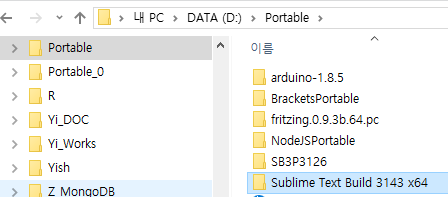 내 PC > DATA (D:) > Portable >
Portable
Portable_0
R
Yi_DOC
Yi_Works
Yish
Z_MongoDB
이름
arduino-1.8.5
BracketsPortable
fritzing.0.9.3b.64.pc
NodeJSPortable
SB3P3126
Sublime Text Build 3143 x64